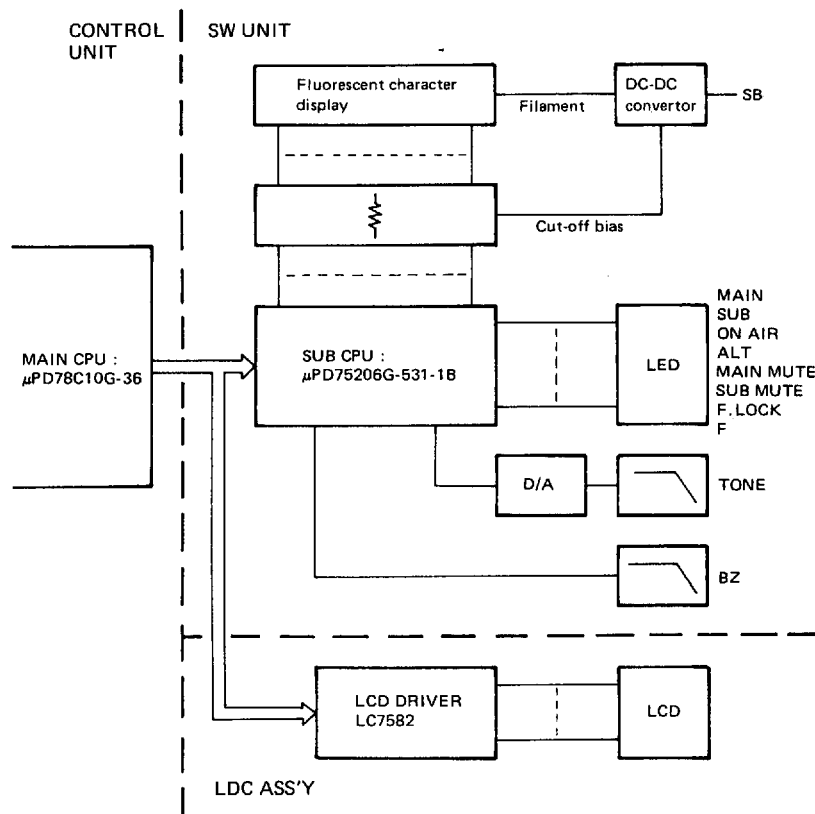 CONTROL
UNIT
SW UNIT
Fluorescent character
display
Filament
DC-DC
convertor
SB
Cut-off bias
MAIN CPU :
μPD78C10G-36
SUB CPU :
μPD75206G-531-1B
LED
MAIN
SUB
ON AIR
ALT
MAIN MUTE
SUB MUTE
F. LOCK
F
D/A
TONE
BZ
LCD DRIVER
LC7582
LCD
LDC ASS'Y